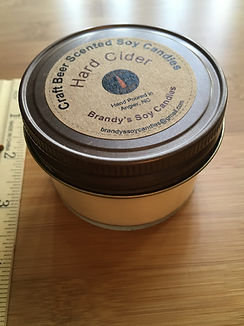 Craft Beer Scented Soy Candles
Hard Cider
Hand Poured in
Angier, NC
Brandy's Soy Candles
brandyssoycandles@gmail.com
1
2
3